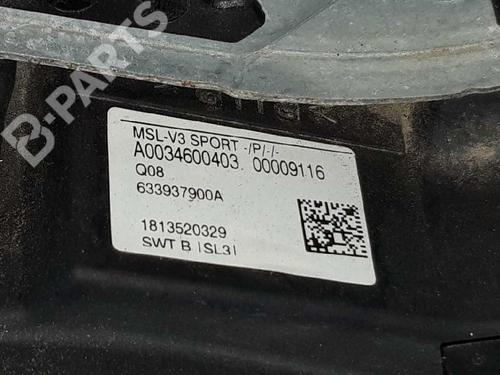 B-PARTS
MSL-V3 SPORT -/P/-/-
A0034600403 00009116
Q08
633937900A
1813520329
SWT B |SL3|